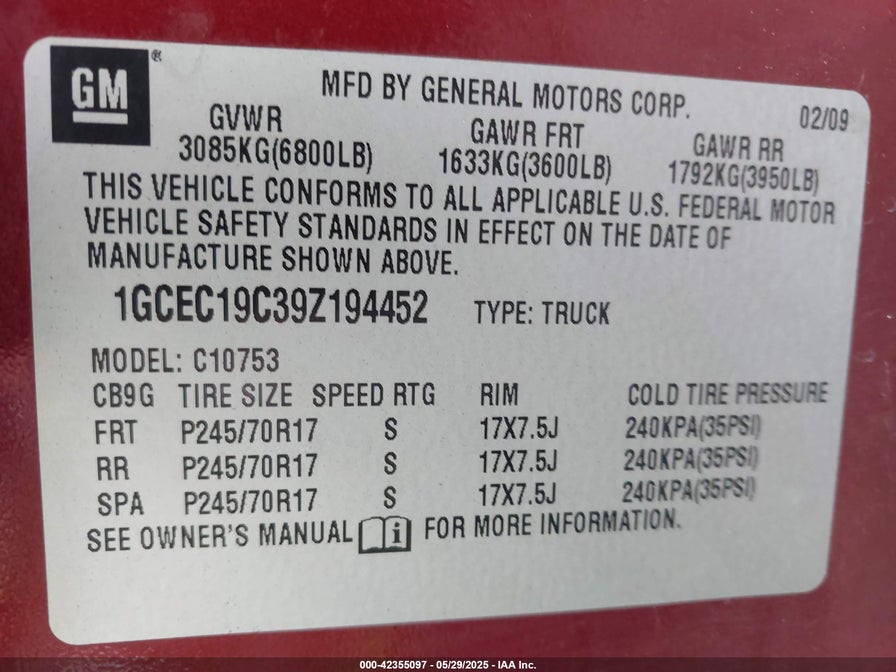 GM ®
MFD BY GENERAL MOTORS CORP. 02/09
GVWR GAWR FRT GAWR RR
3085KG(6800LB) 1633KG(3600LB) 1792KG(3950LB)
THIS VEHICLE CONFORMS TO ALL APPLICABLE U.S. FEDERAL MOTOR
VEHICLE SAFETY STANDARDS IN EFFECT ON THE DATE OF
MANUFACTURE SHOWN ABOVE.
1GCEC19C39Z194452 TYPE: TRUCK
MODEL: C10753
CB9G TIRE SIZE SPEED RTG RIM COLD TIRE PRESSURE
FRT P245/70R17 S 17X7.5J 240KPA(35PSI)
RR P245/70R17 S 17X7.5J 240KPA(35PSI)
SPA P245/70R17 S 17X7.5J 240KPA(35PSI)
SEE OWNER'S MANUAL i FOR MORE INFORMATION.
000-42355097 - 05/29/2025 - IAA Inc.